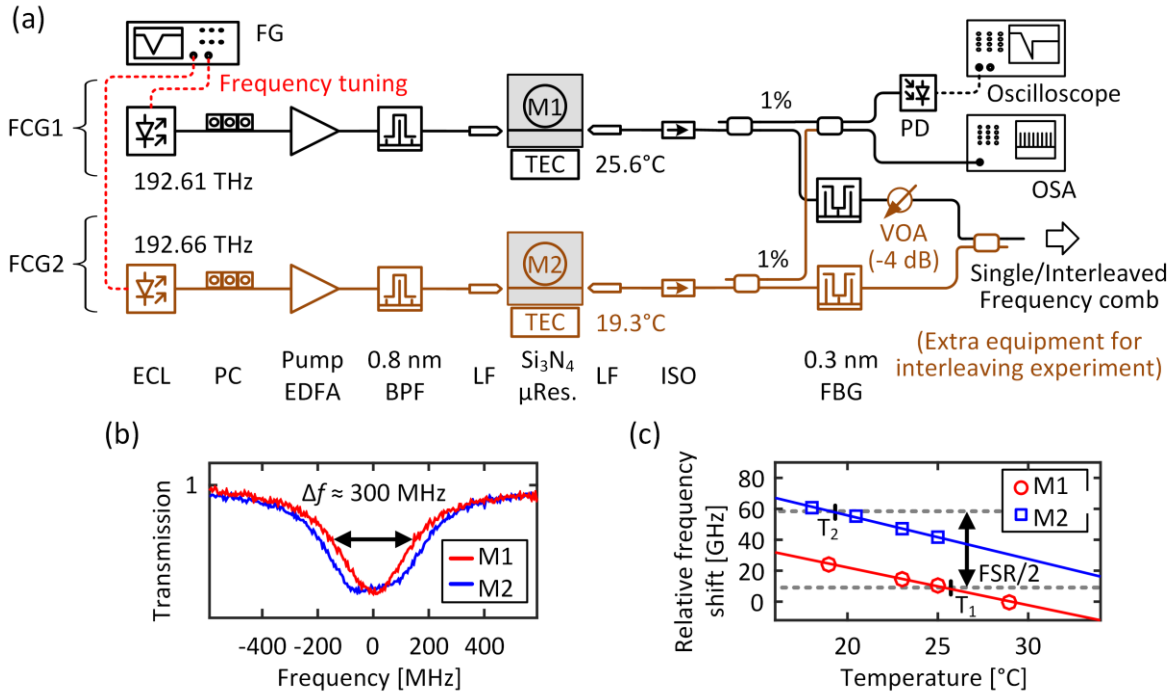 (a)
FG
Frequency tuning
FCG1
192.61 THz
M1
TEC
25.6°C
1%
PD
Oscilloscope
OSA
FCG2
192.66 THz
M2
TEC
19.3°C
1%
VOA
(-4 dB)
Single/Interleaved
Frequency comb
(Extra equipment for
interleaving experiment)
ECL
PC
Pump
EDFA
0.8 nm
BPF
LF
Si₃N₄
μRes.
LF
ISO
0.3 nm
FBG
(b)
1
Δf ≈ 300 MHz
M1
M2
Transmission
-400 -200 0 200 400
Frequency [MHz]
(c)
80
60
40
20
0
Relative frequency
shift [GHz]
M1
M2
T₂
FSR/2
T₁
20 25 30
Temperature [°C]